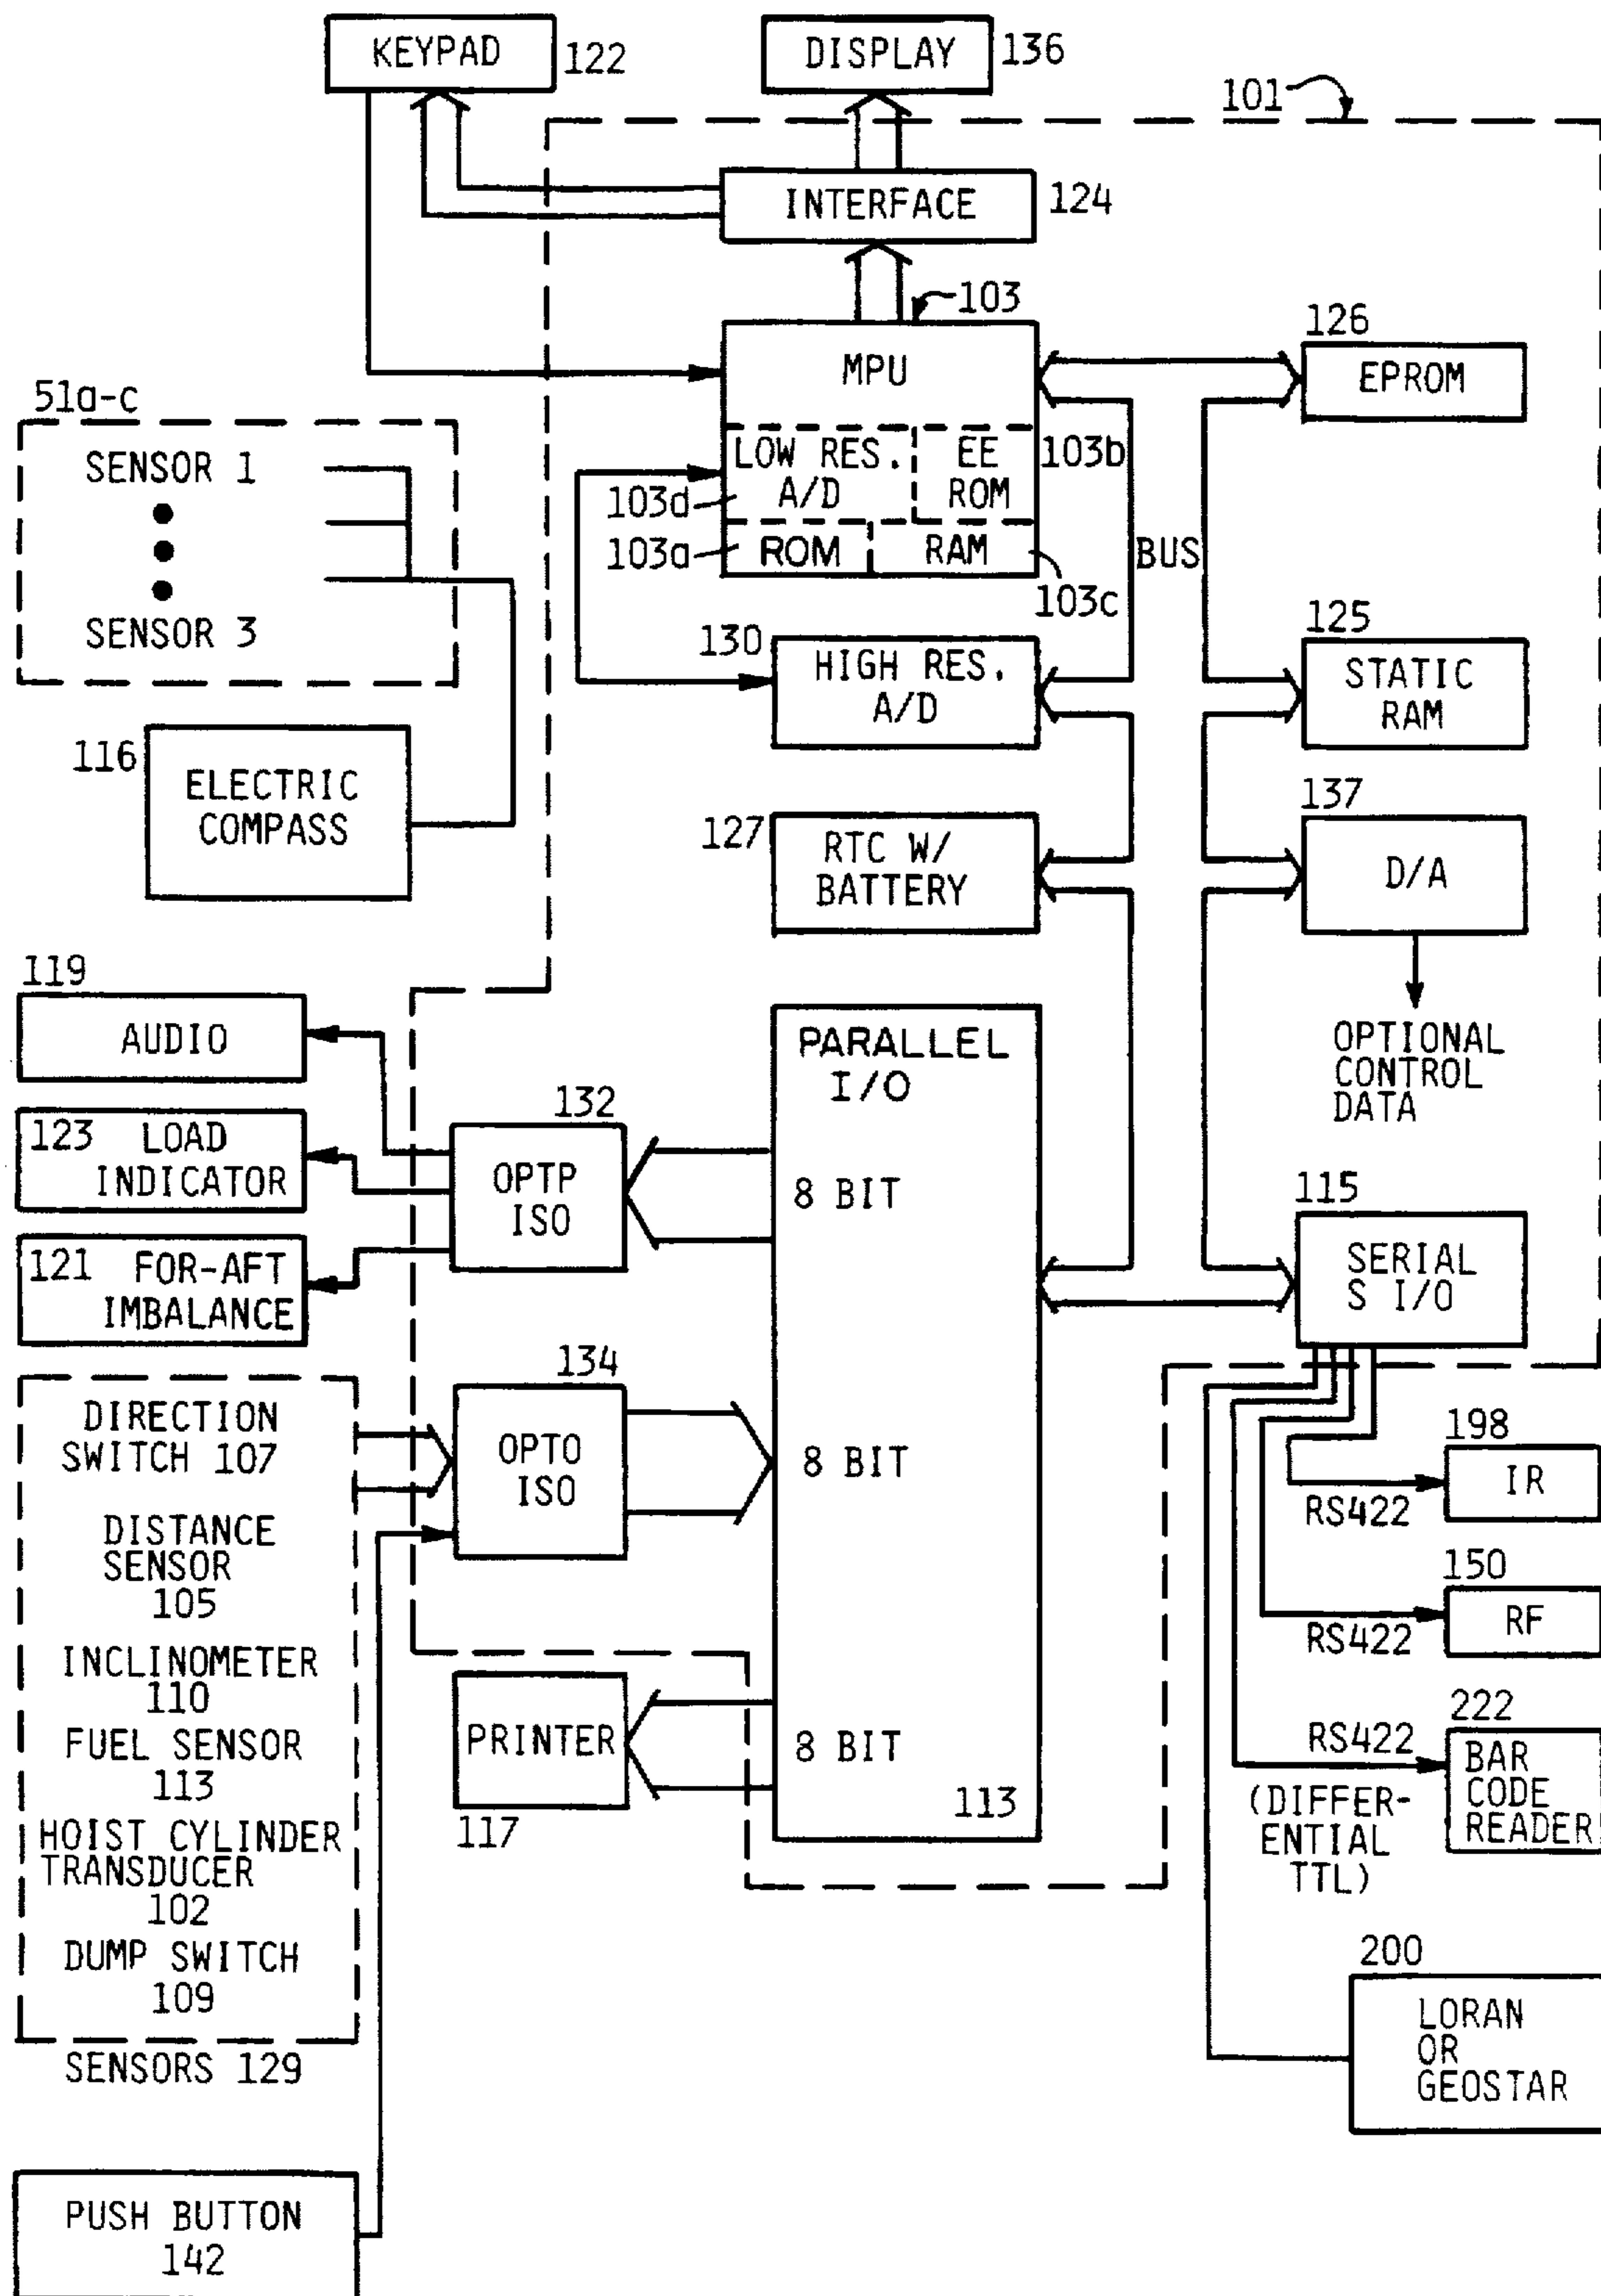 KEYPAD
122
DISPLAY
136
101
INTERFACE
124
103
MPU
126
EPROM
51a-c
SENSOR 1
SENSOR 3
LOW RES.
A/D
EE
ROM
103b
103d
103a
ROM
RAM
103c
BUS
130
HIGH RES.
A/D
125
STATIC
RAM
116
ELECTRIC
COMPASS
127
RTC W/
BATTERY
137
D/A
OPTIONAL
CONTROL
DATA
119
AUDIO
123 LOAD
INDICATOR
121 FOR-AFT
IMBALANCE
132
OPTP
ISO
PARALLEL
I/O
8 BIT
115
SERIAL
S I/O
134
OPTO
ISO
8 BIT
DIRECTION
SWITCH 107
DISTANCE
SENSOR
105
INCLINOMETER
110
FUEL SENSOR
113
HOIST CYLINDER
TRANSDUCER
102
DUMP SWITCH
109
SENSORS 129
PRINTER
117
8 BIT
113
198
IR
RS422
150
RF
RS422
222
RS422
BAR
CODE
READER
(DIFFER-
ENTIAL
TTL)
200
LORAN
OR
GEOSTAR
PUSH BUTTON
142